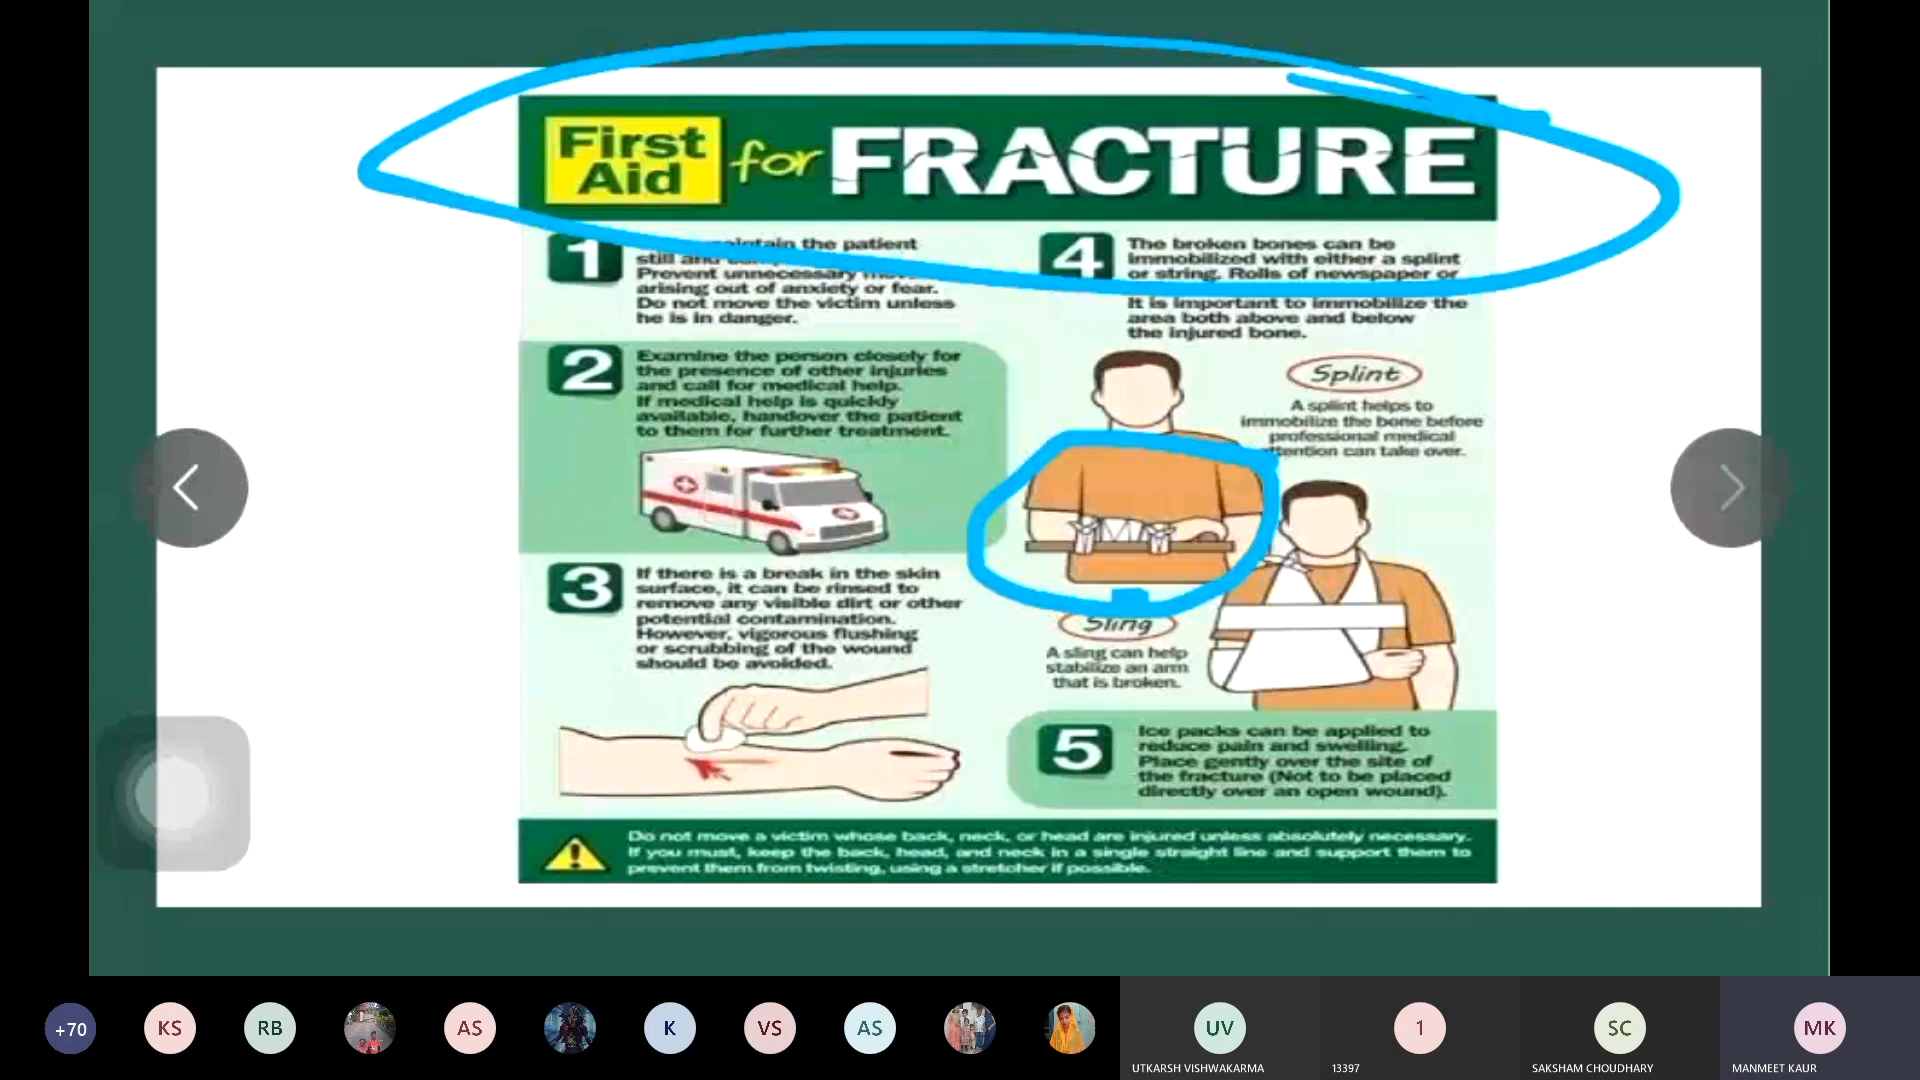 First
Aid
for FRACTURE
1
maintain the patient
still and
Prevent unnecessary
arising out of anxiety or fear.
Do not move the victim unless
he is in danger.
2
Examine the person closely for
the presence of other injuries
and call for medical help.
If medical help is quickly
available, handover the patient
to them for further treatment.
3
If there is a break in the skin
surface, it can be rinsed to
remove any visible dirt or other
potential contamination.
However, vigorous flushing
or scrubbing of the wound
should be avoided.
4
The broken bones can be
immobilized with either a splint
or string. Rolls of newspaper or
It is important to immobilize the
area both above and below
the injured bone.
Splint
A splint helps to
immobilize the bone before
professional medical
attention can take over.
Sling
A sling can help
stabilize an arm
that is broken.
5
Ice packs can be applied to
reduce pain and swelling.
Place gently over the site of
the fracture (Not to be placed
directly over an open wound).
Do not move a victim whose back, neck, or head are injured unless absolutely necessary.
If you must, keep the back, head, and neck in a single straight line and support them to
prevent them from twisting, using a stretcher if possible.
+70
KS
RB
AS
K
VS
AS
UV
UTKARSH VISHWAKARMA
1
13397
SC
SAKSHAM CHOUDHARY
MK
MANMEET KAUR